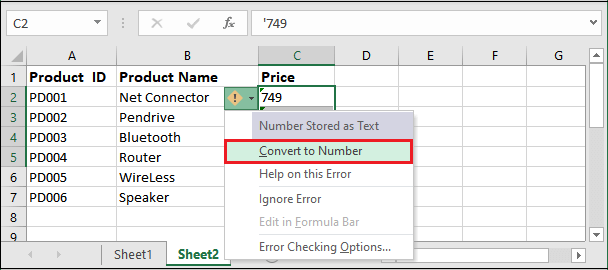 C2 '749
A B C D E F G
1 Product ID Product Name Price
2 PD001 Net Connector 749
3 PD002 Pendrive
4 PD003 Bluetooth
5 PD004 Router
6 PD005 WireLess
7 PD006 Speaker
8
9
Number Stored as Text
Convert to Number
Help on this Error
Ignore Error
Edit in Formula Bar
Error Checking Options...
Sheet1 Sheet2